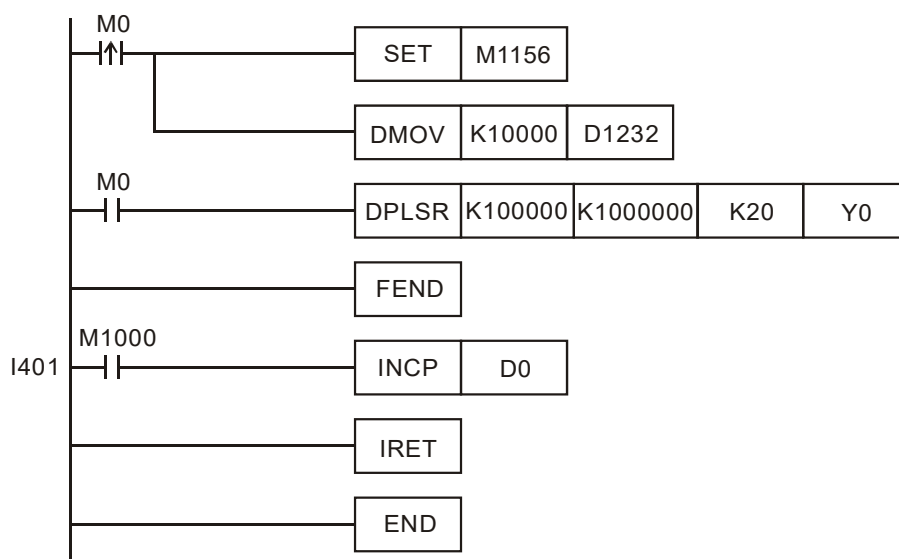 M0
SET M1156
DMOV K10000 D1232
M0
DPLSR K100000 K1000000 K20 Y0
FEND
M1000
I401 INCP D0
IRET
END